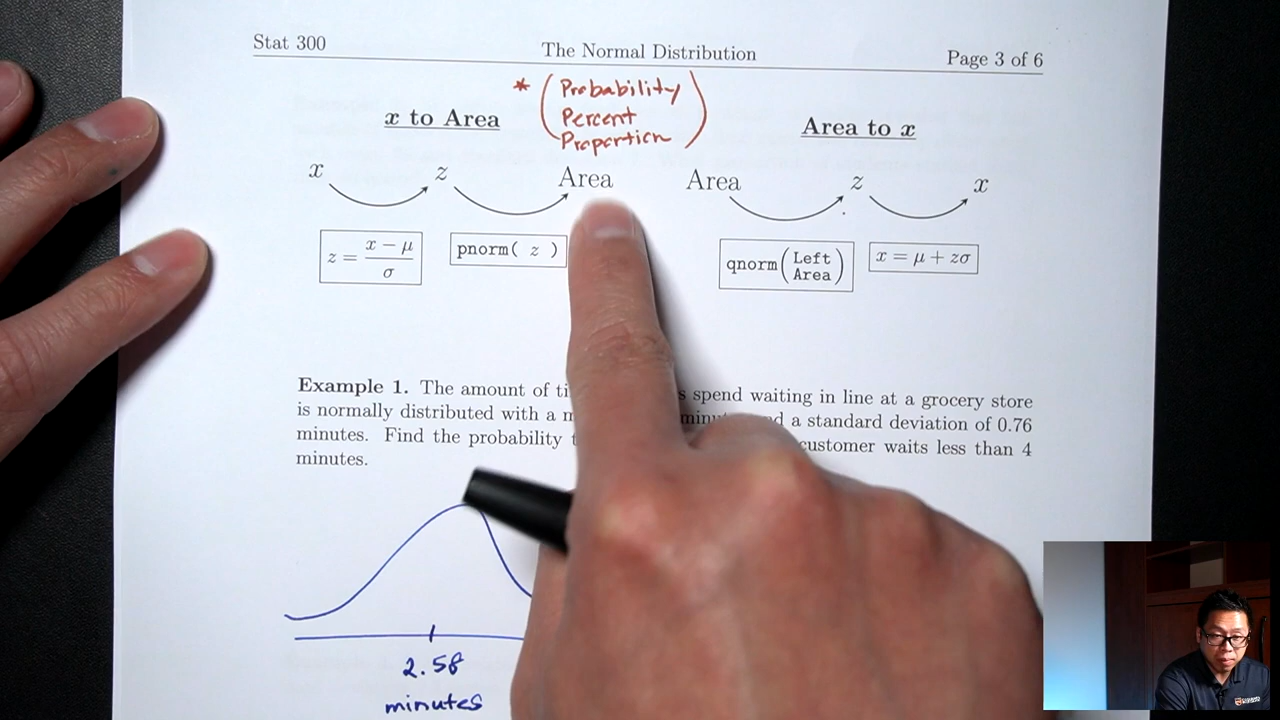 Stat 300
The Normal Distribution
Page 3 of 6
* ( Probability
Percent
Proportion )
x to Area
Area to x
x
z
Area
Area
z
x
z = x − μ / σ
pnorm( z )
qnorm( Left Area )
x = μ + zσ
Example 1. The amount of spend waiting in line at a grocery store
is normally distributed with a a standard deviation of 0.76
minutes. Find the probability customer waits less than 4
minutes.
2.58
minutes